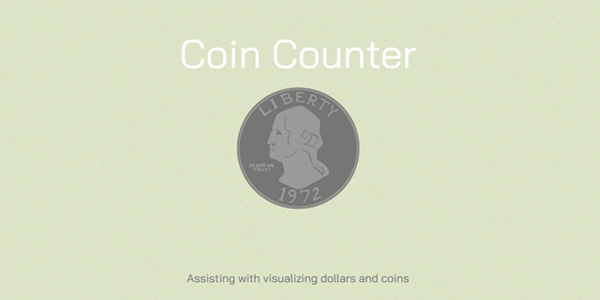 Coin Counter
LIBERTY
IN GOD WE
TRUST
1972
Assisting with visualizing dollars and coins